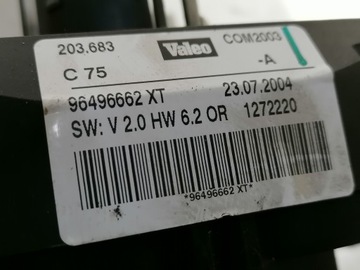 203.683 Valeo COM2003
C 75 -A
96496662 XT 23.07.2004
SW: V 2.0 HW 6.2 OR 1272220
*96496662 XT*